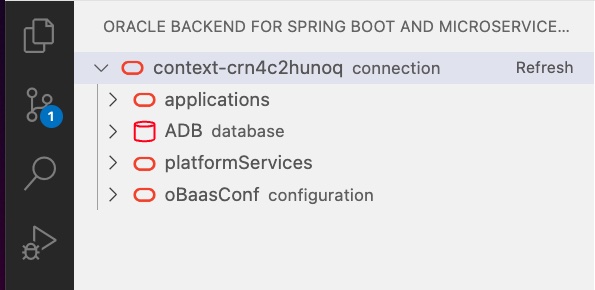 ORACLE BACKEND FOR SPRING BOOT AND MICROSERVICE...
context-crn4c2hunoq connection Refresh
applications
1
ADB database
platformServices
oBaasConf configuration